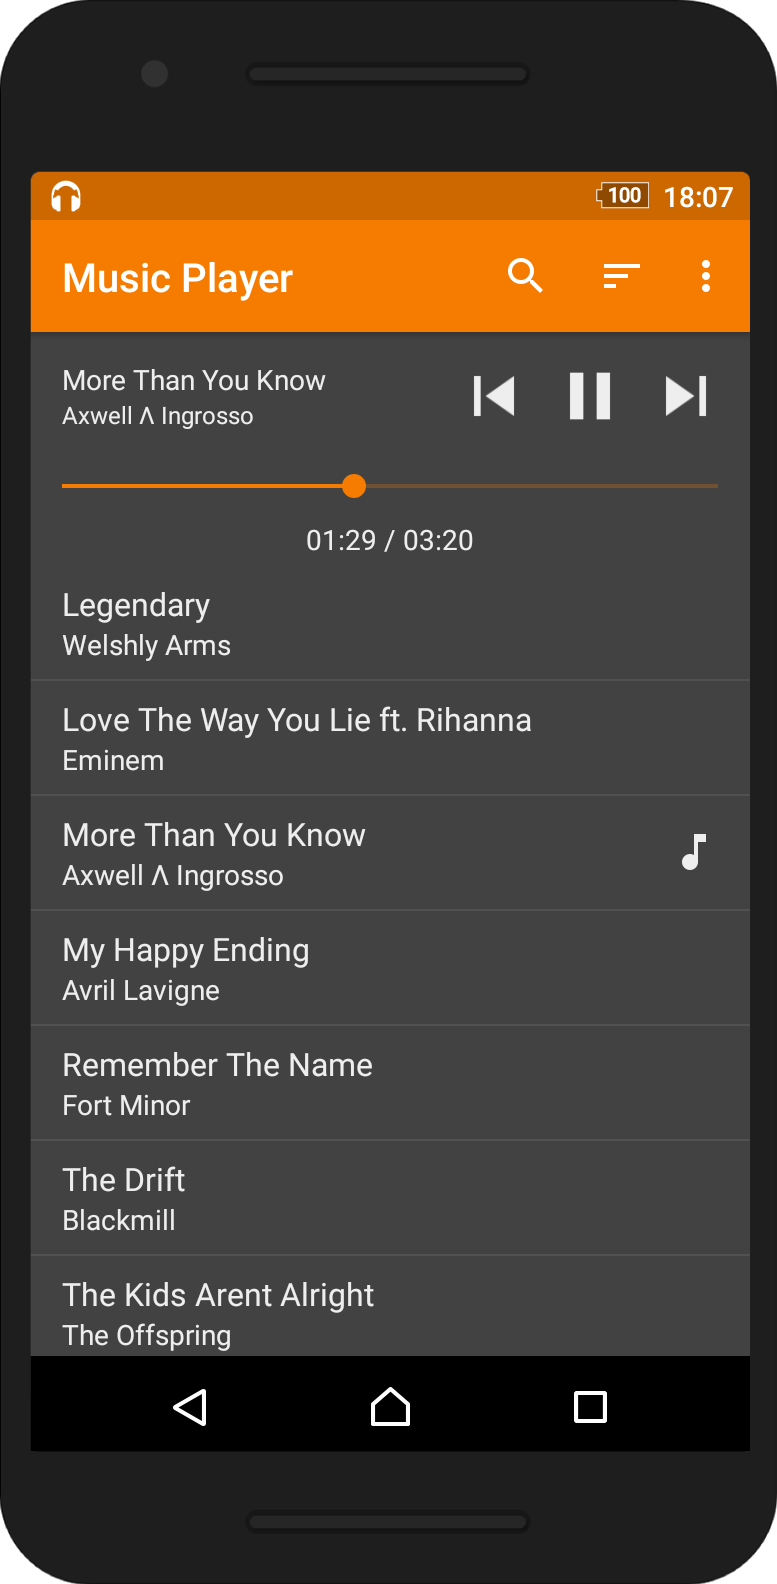 100 18:07
Music Player
More Than You Know
Axwell Λ Ingrosso
01:29 / 03:20
Legendary
Welshly Arms
Love The Way You Lie ft. Rihanna
Eminem
More Than You Know
Axwell Λ Ingrosso
My Happy Ending
Avril Lavigne
Remember The Name
Fort Minor
The Drift
Blackmill
The Kids Arent Alright
The Offspring